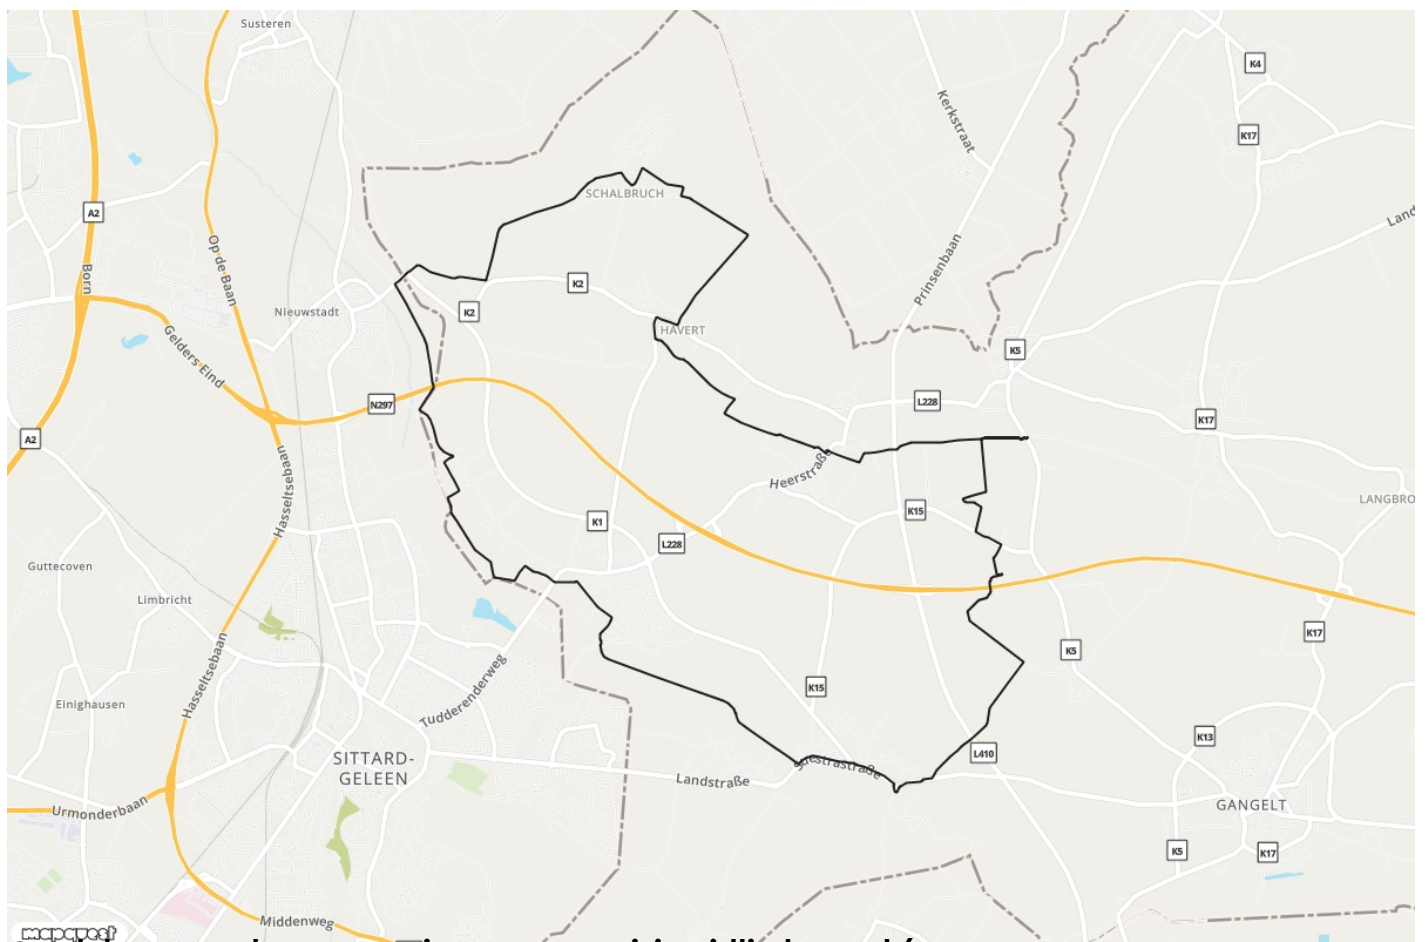 Susteren
K4
Kerkstraat
K17
SCHALBRUCH
A2
Op de Baan
Born
Prinsenbaan
K2
K2
Nieuwstadt
HAVERT
Gelders Eind
K5
N297
L228
K17
A2
Heerstraße
Hasseltsebaan
K15
K1
L228
Guttecoven
Limbricht
K17
K5
Hasseltsebaan
Tudderenderweg
K15
Einighausen
K13
L410
SITTARD-
GELEEN
Landstraße
GANGELT
Urmonderbaan
K5
K17
Middenweg
mapquest